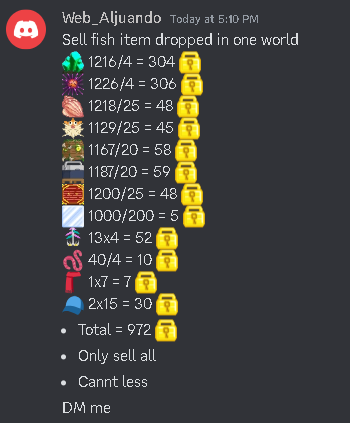 Web_Aljuando Today at 5:10 PM
Sell fish item dropped in one world
1216/4 = 304
1226/4 = 306
1218/25 = 48
1129/25 = 45
1167/20 = 58
1187/20 = 59
1200/25 = 48
1000/200 = 5
13x4 = 52
40/4 = 10
1x7 = 7
2x15 = 30
• Total = 972
• Only sell all
• Cannt less
DM me